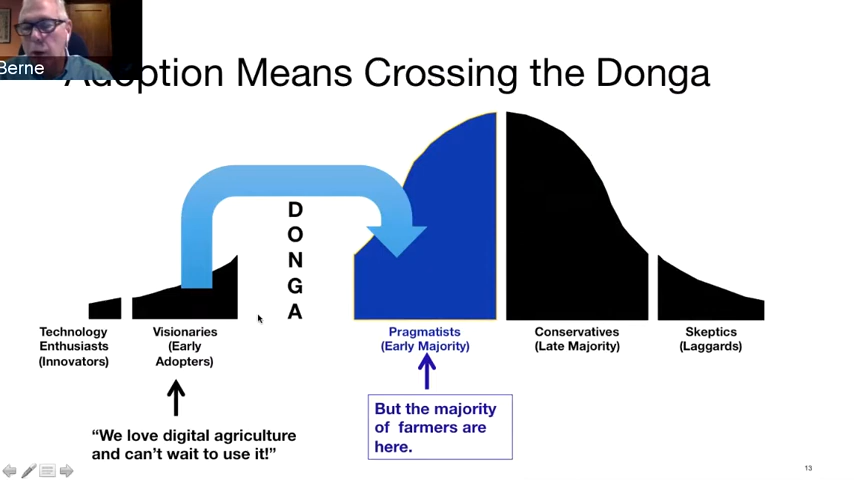 Berne
Adoption Means Crossing the Donga
D
O
N
G
A
Technology
Enthusiasts
(Innovators)
Visionaries
(Early
Adopters)
Pragmatists
(Early Majority)
Conservatives
(Late Majority)
Skeptics
(Laggards)
“We love digital agriculture
and can’t wait to use it!”
But the majority
of farmers are
here.
13